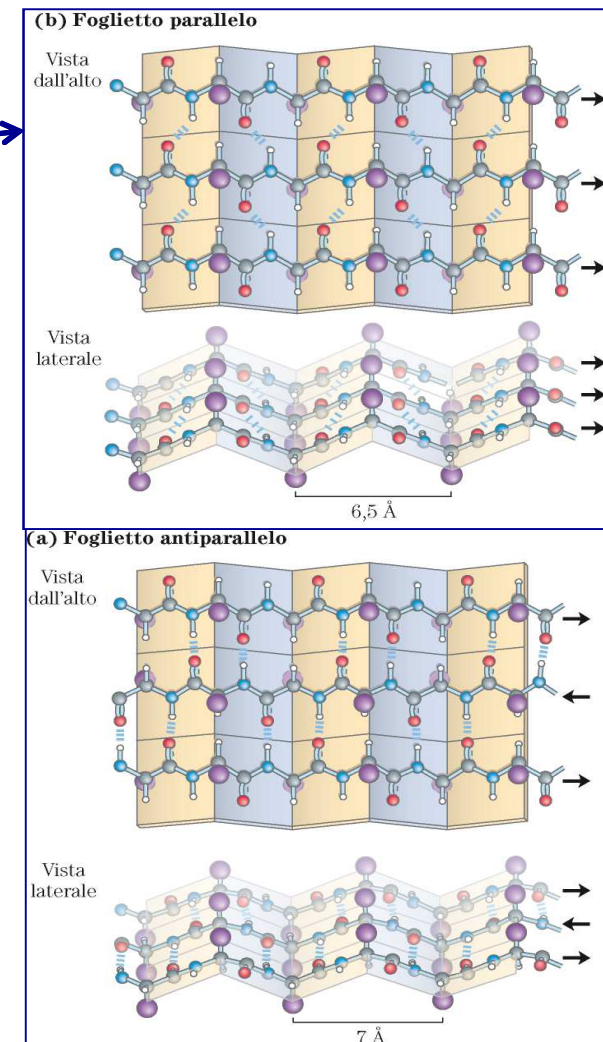 (b) Foglietto parallelo
Vista
dall'alto
Vista
laterale
6,5 Å
(a) Foglietto antiparallelo
Vista
dall'alto
Vista
laterale
7 Å